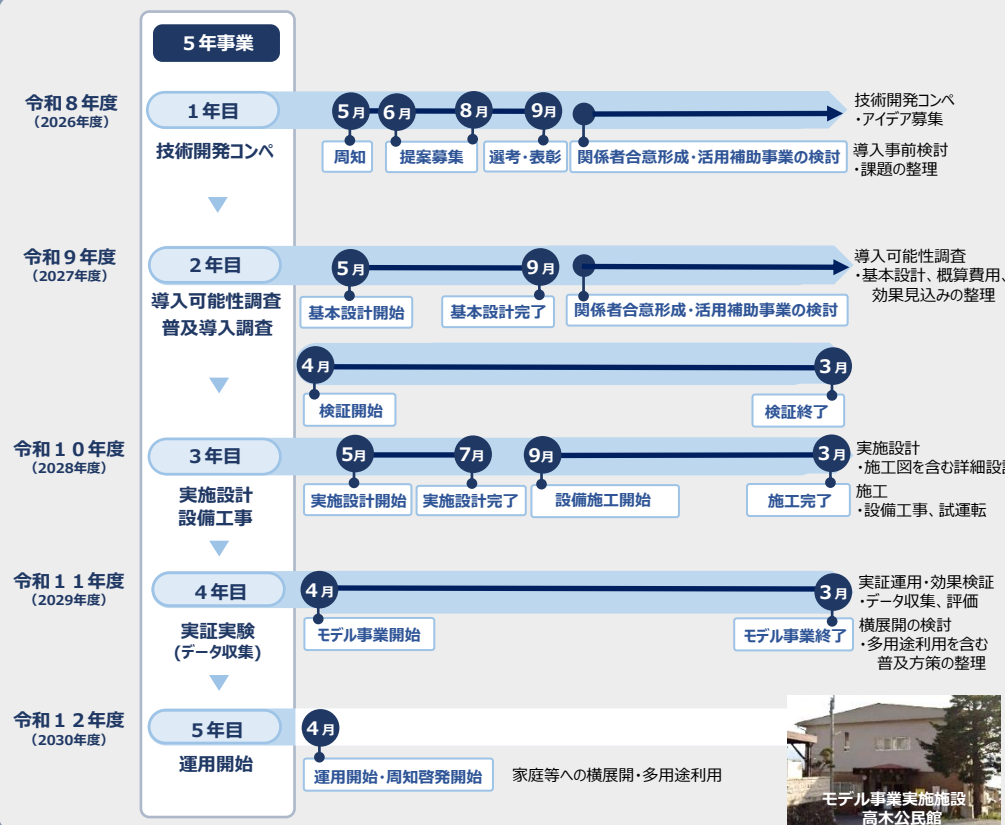 5年事業
令和8年度
(2026年度)
1年目
技術開発コンペ
5月
6月
8月
9月
周知
提案募集
選考・表彰
関係者合意形成・活用補助事業の検討
技術開発コンペ
・アイデア募集
導入事前検討
・課題の整理
令和9年度
(2027年度)
2年目
導入可能性調査
普及導入調査
5月
9月
基本設計開始
基本設計完了
関係者合意形成・活用補助事業の検討
導入可能性調査
・基本設計、概算費用、
効果見込みの整理
4月
3月
検証開始
検証終了
令和10年度
(2028年度)
3年目
実施設計
設備工事
5月
7月
9月
3月
実施設計開始
実施設計完了
設備施工開始
施工完了
実施設計
・施工図を含む詳細設
施工
・設備工事、試運転
令和11年度
(2029年度)
4年目
実証実験
(データ収集)
4月
3月
モデル事業開始
モデル事業終了
実証運用・効果検証
・データ収集、評価
横展開の検討
・多用途利用を含む
普及方策の整理
令和12年度
(2030年度)
5年目
運用開始
4月
運用開始・周知啓発開始
家庭等への横展開・多用途利用
モデル事業実施施設
高木公民館